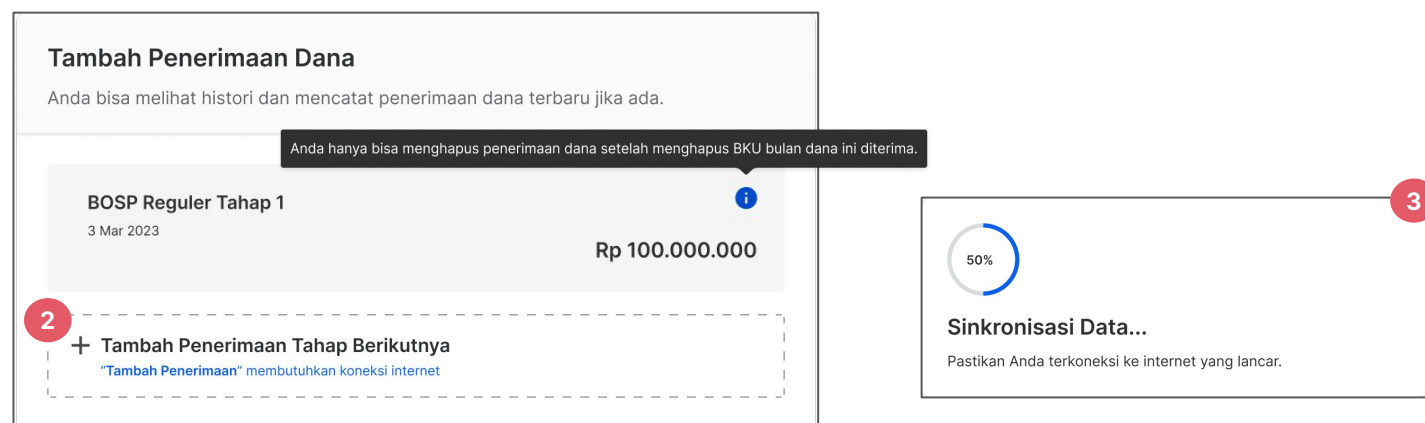 Tambah Penerimaan Dana
Anda bisa melihat histori dan mencatat penerimaan dana terbaru jika ada.
Anda hanya bisa menghapus penerimaan dana setelah menghapus BKU bulan dana ini diterima.
BOSP Reguler Tahap 1
i
3 Mar 2023
Rp 100.000.000
2
+ Tambah Penerimaan Tahap Berikutnya
“Tambah Penerimaan” membutuhkan koneksi internet
3
50%
Sinkronisasi Data...
Pastikan Anda terkoneksi ke internet yang lancar.